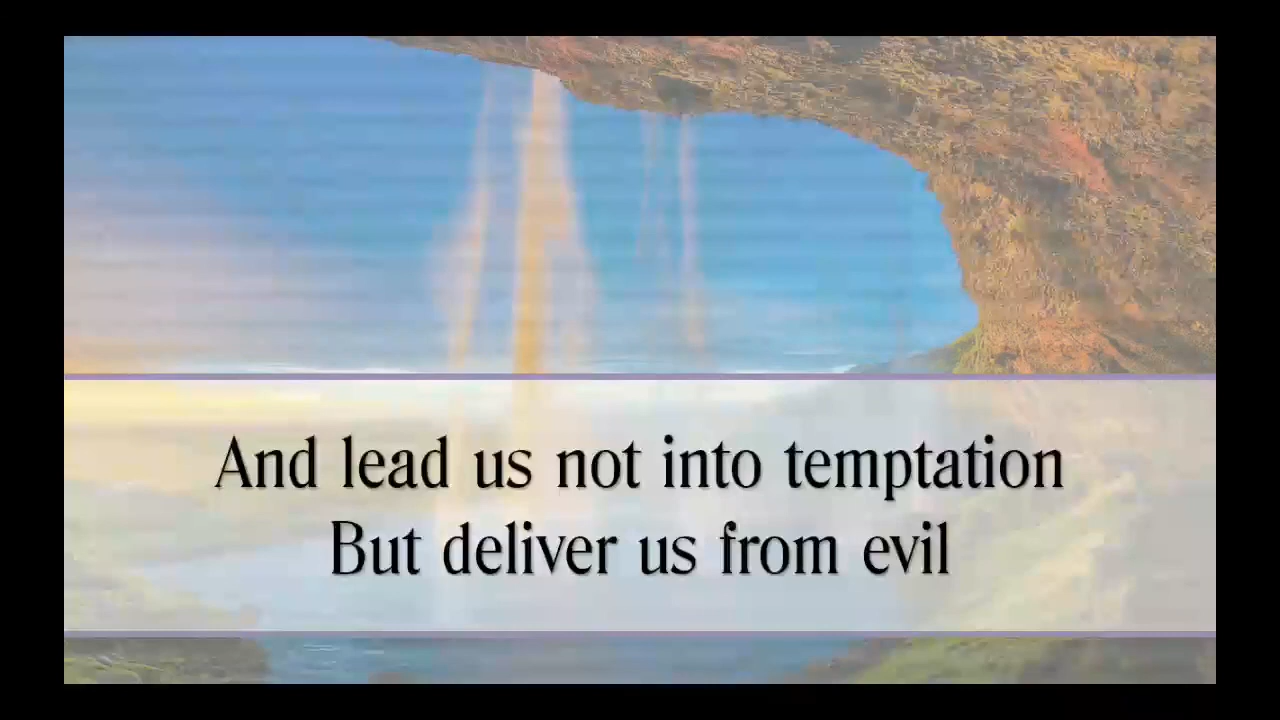 And lead us not into temptation
But deliver us from evil